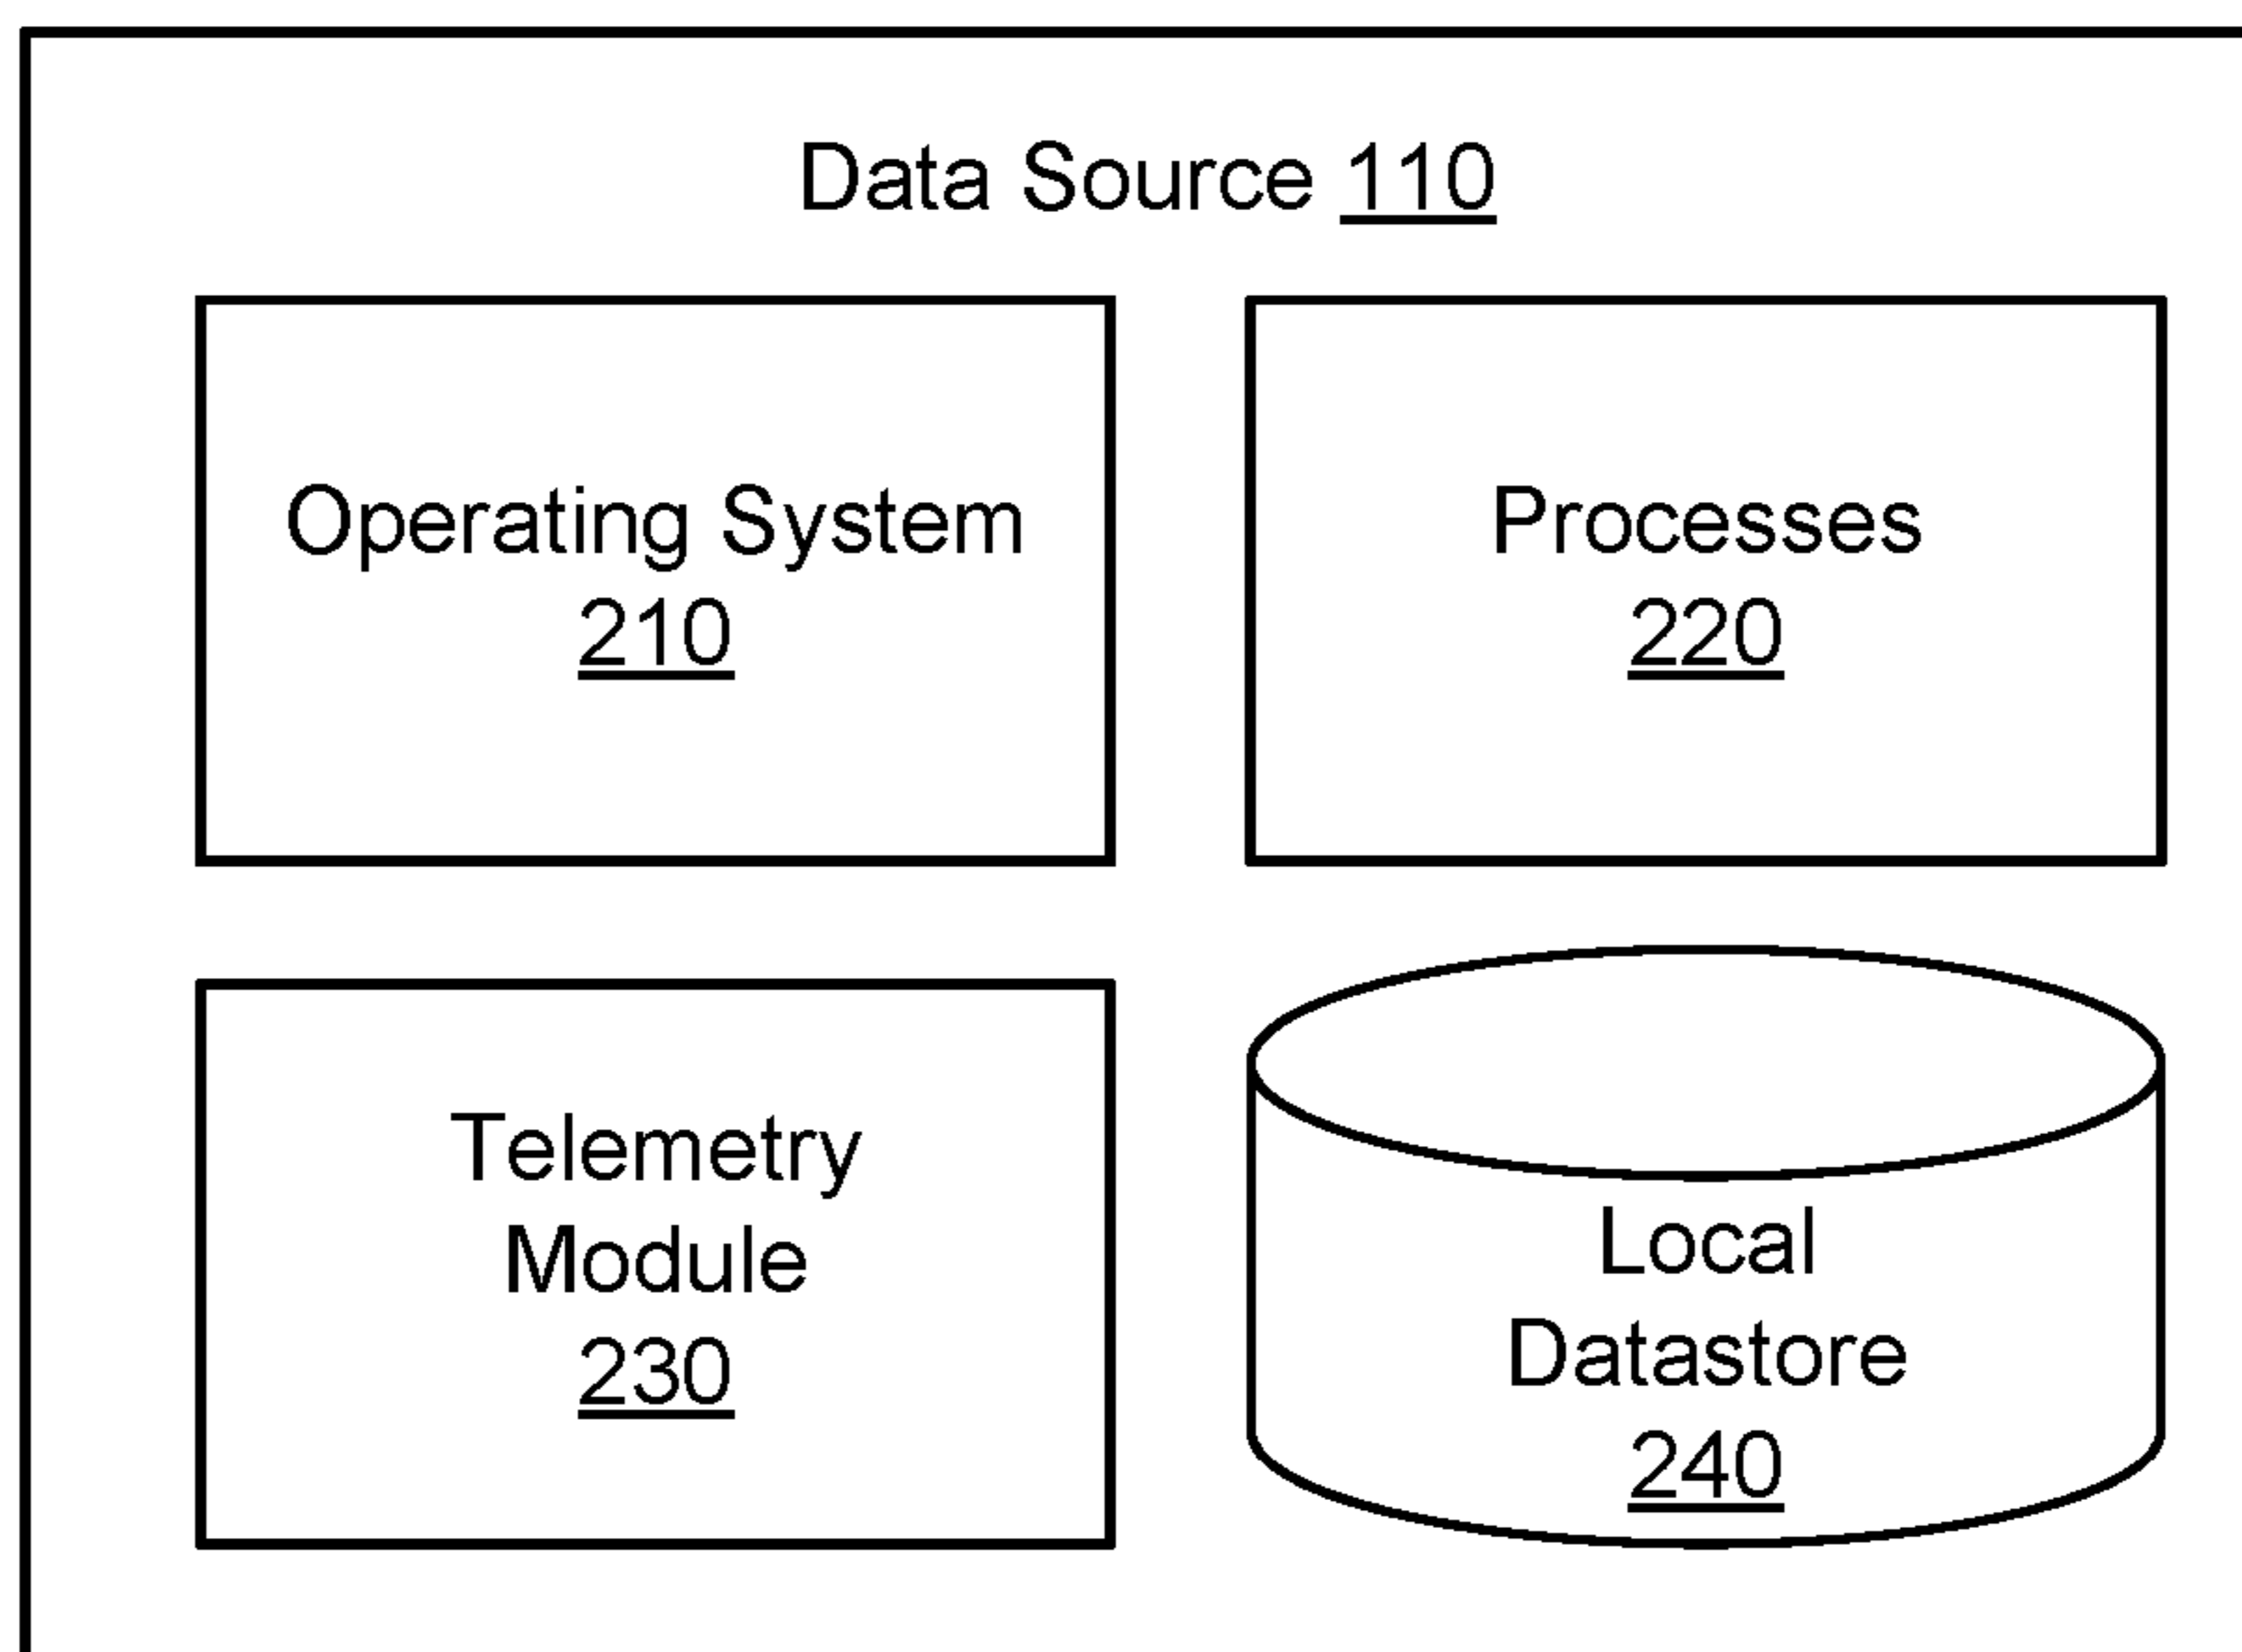 Data Source 110
Operating System
210
Processes
220
Telemetry
Module
230
Local
Datastore
240